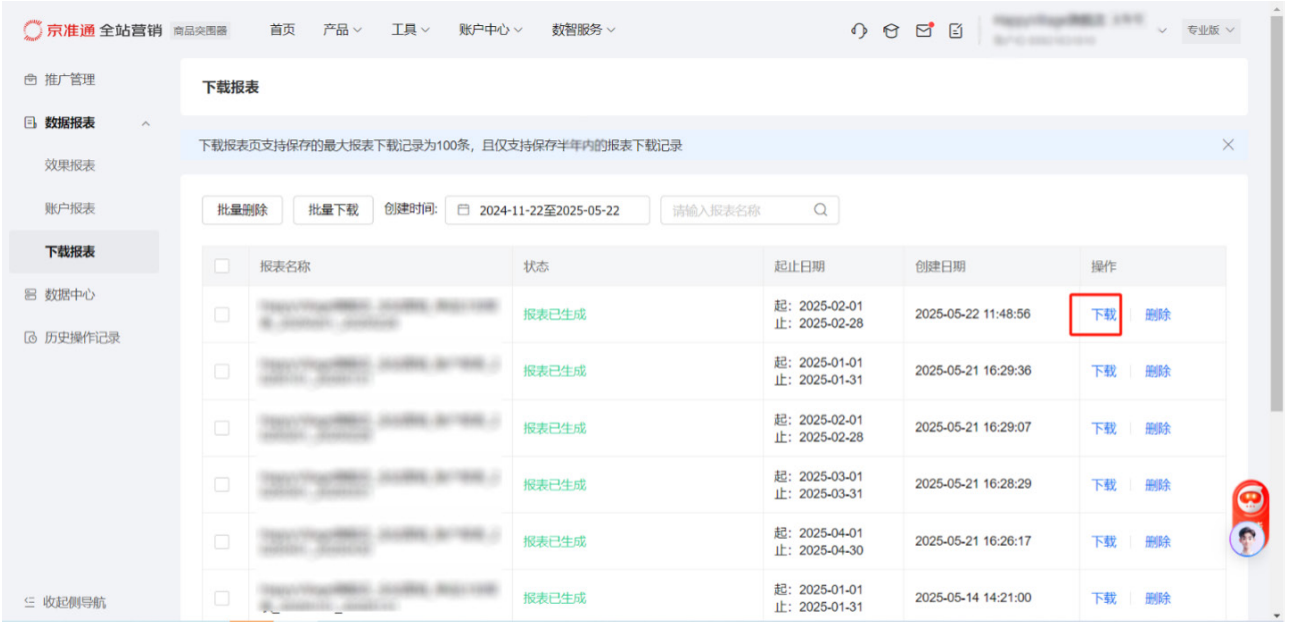 京准通 全站营销 商品突围器 首页 产品 工具 账户中心 数智服务 专业版
推广管理
下载报表
数据报表
下载报表页支持保存的最大报表下载记录为100条，且仅支持保存半年内的报表下载记录
效果报表
账户报表
批量删除 批量下载 创建时间: 2024-11-22至2025-05-22 请输入报表名称
下载报表
报表名称 状态 起止日期 创建日期 操作
数据中心
历史操作记录
报表已生成 起：2025-02-01 2025-05-22 11:48:56 下载 删除
止：2025-02-28
报表已生成 起：2025-01-01 2025-05-21 16:29:36 下载 删除
止：2025-01-31
报表已生成 起：2025-02-01 2025-05-21 16:29:07 下载 删除
止：2025-02-28
报表已生成 起：2025-03-01 2025-05-21 16:28:29 下载 删除
止：2025-03-31
报表已生成 起：2025-04-01 2025-05-21 16:26:17 下载 删除
止：2025-04-30
报表已生成 起：2025-01-01 2025-05-14 14:21:00 下载 删除
止：2025-01-31
收起侧导航